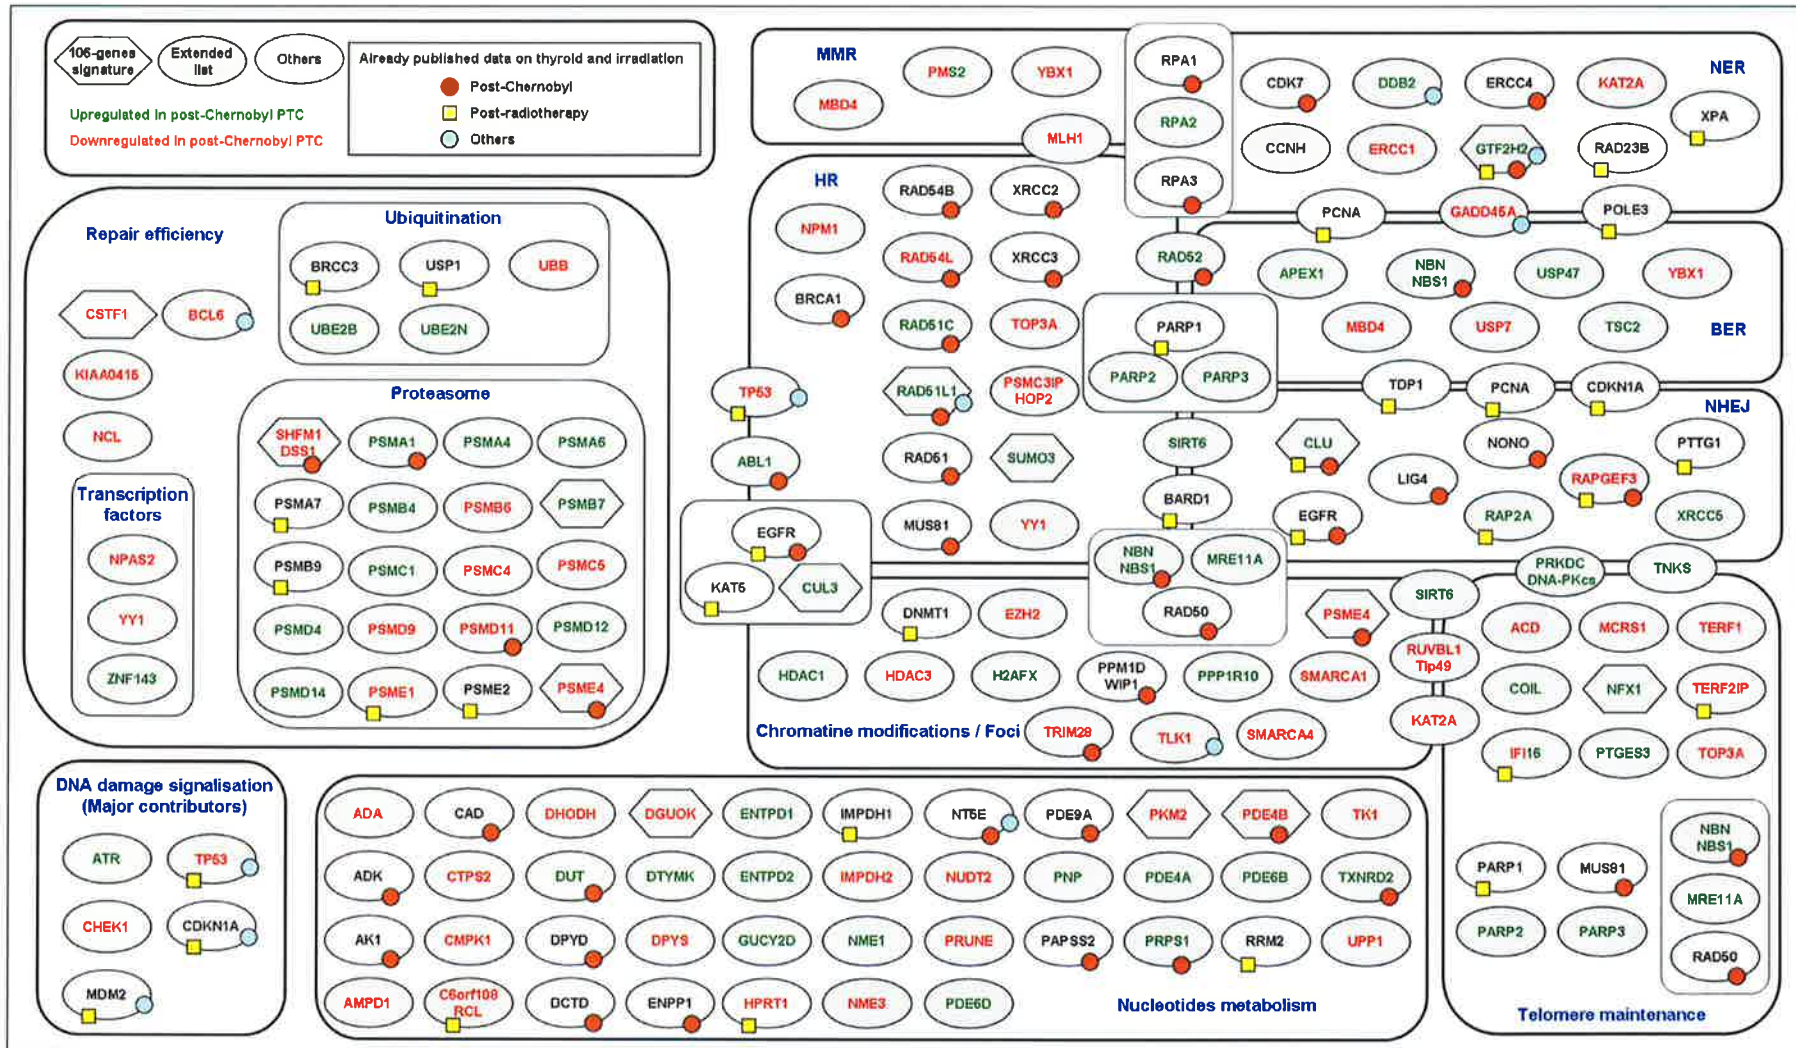 106-genes
signature
Extended
list
Others
Upregulated in post-Chernobyl PTC
Downregulated in post-Chernobyl PTC
Already published data on thyroid and irradiation
Post-Chernobyl
Post-radiotherapy
Others
Repair efficiency
CSTF1
BCL6
KIAA0415
NCL
Ubiquitination
BRCC3
USP1
UBB
UBE2B
UBE2N
Transcription
factors
NPAS2
YY1
ZNF143
Proteasome
SHFM1
DSS1
PSMA1
PSMA4
PSMA6
PSMA7
PSMB4
PSMB6
PSMB7
PSMB9
PSMC1
PSMC4
PSMC5
PSMD4
PSMD9
PSMD11
PSMD12
PSMD14
PSME1
PSME2
PSME4
DNA damage signalisation
(Major contributors)
ATR
TP53
CHEK1
CDKN1A
MDM2
MMR
PMS2
YBX1
MBD4
MLH1
RPA1
RPA2
RPA3
NER
CDK7
DDB2
ERCC4
KAT2A
XPA
CCNH
ERCC1
GTF2H2
RAD23B
PCNA
GADD45A
POLE3
HR
RAD54B
XRCC2
NPM1
RAD54L
XRCC3
RAD52
BRCA1
RAD51C
TOP3A
TP53
RAD51L1
PSMC3IP
HOP2
ABL1
RAD51
SUMO3
MUS81
YY1
PARP1
PARP2
PARP3
SIRT6
BARD1
EGFR
KAT5
CUL3
NBN
NBS1
MRE11A
RAD50
APEX1
NBN
NBS1
USP47
YBX1
MBD4
USP7
TSC2
BER
TDP1
PCNA
CDKN1A
NHEJ
CLU
NONO
PTTG1
LIG4
RAPGEF3
EGFR
RAP2A
XRCC5
PRKDC
DNA-PKcs
TNKS
DNMT1
EZH2
PSME4
SIRT6
HDAC1
HDAC3
H2AFX
PPM1D
WIP1
PPP1R10
SMARCA1
RUVBL1
Tip49
Chromatine modifications / Foci
TRIM28
TLK1
SMARCA4
KAT2A
ACD
MCRS1
TERF1
COIL
NFX1
TERF2IP
IFI16
PTGES3
TOP3A
PARP1
MUS81
PARP2
PARP3
NBN
NBS1
MRE11A
RAD50
Telomere maintenance
ADA
CAD
DHODH
DGUOK
ENTPD1
IMPDH1
NT5E
PDE9A
PKM2
PDE4B
TK1
ADK
CTPS2
DUT
DTYMK
ENTPD2
IMPDH2
NUDT2
PNP
PDE4A
PDE6B
TXNRD2
AK1
CMPK1
DPYD
DPYS
GUCY2D
NME1
PRUNE
PAPSS2
PRPS1
RRM2
UPP1
AMPD1
C6orf108
RCL
DCTD
ENPP1
HPRT1
NME3
PDE6D
Nucleotides metabolism